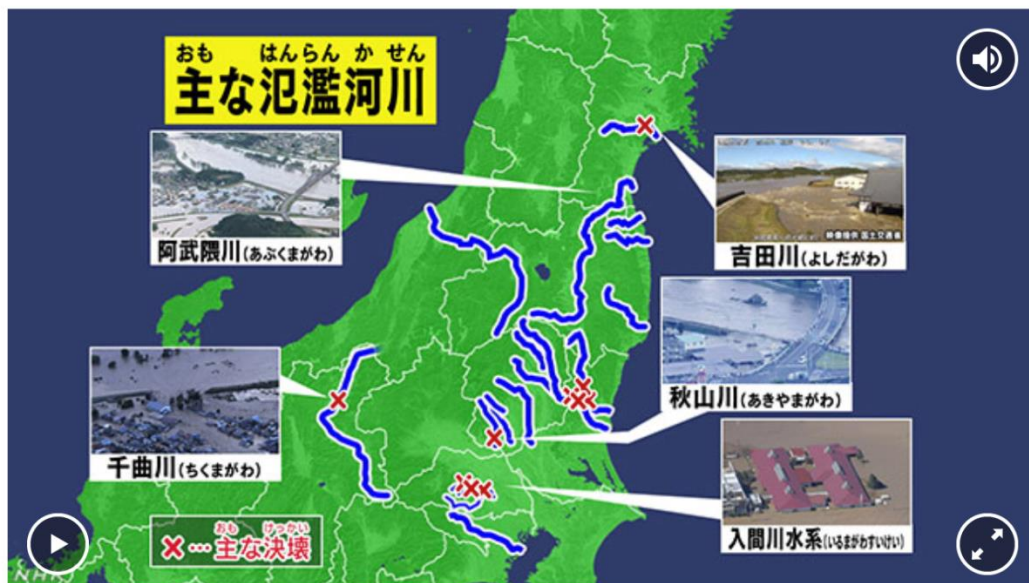 おも はんらん か せん
主な氾濫河川
阿武隈川(あぶくまがわ)
映像提供 国土交通省
吉田川(よしだがわ)
秋山川(あきやまがわ)
千曲川(ちくまがわ)
入間川水系(いるまがわすいけい)
おも けっかい
×…主な決壊
NHK